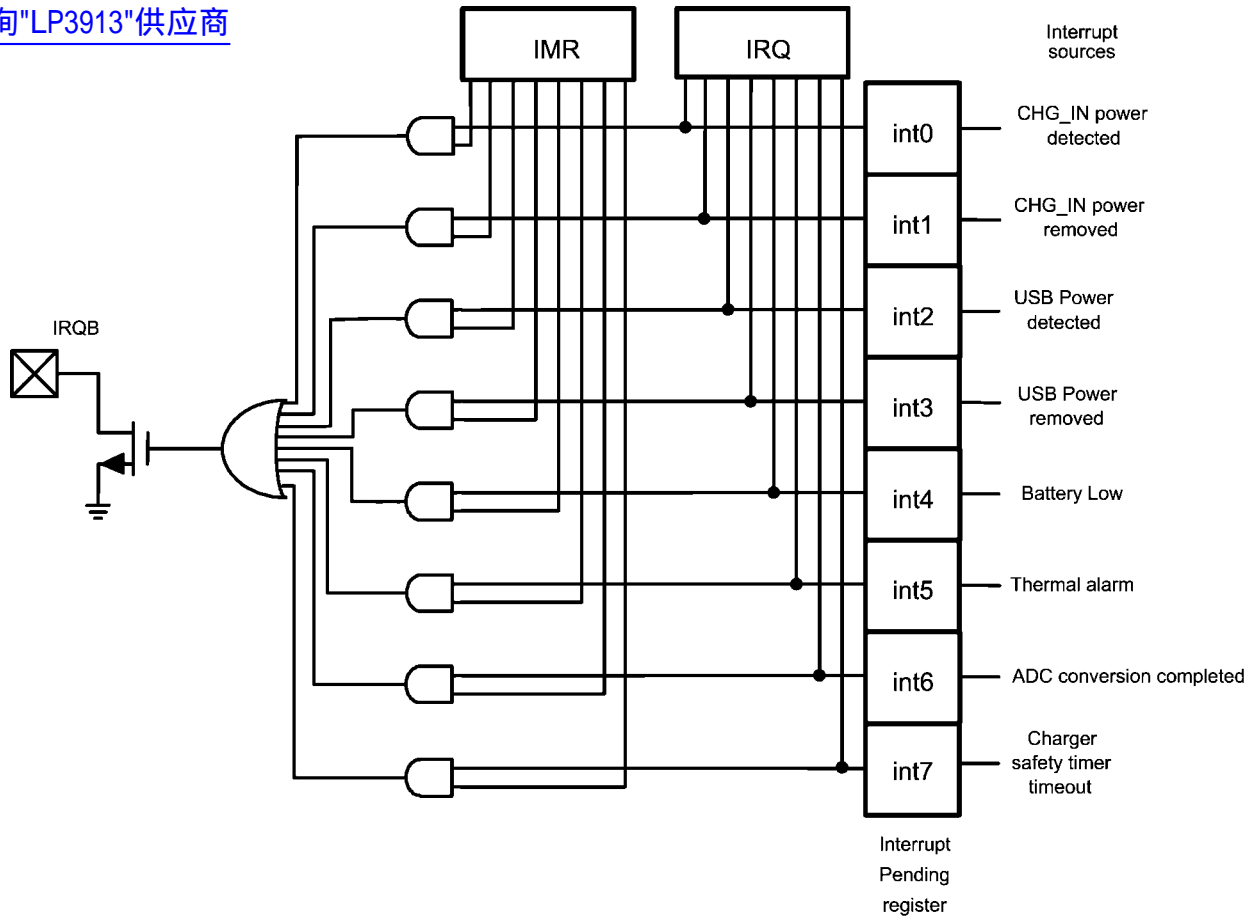 询"LP3913"供应商
IMR
IRQ
Interrupt
sources
int0
CHG_IN power
detected
int1
CHG_IN power
removed
int2
USB Power
detected
IRQB
int3
USB Power
removed
int4
Battery Low
int5
Thermal alarm
int6
ADC conversion completed
int7
Charger
safety timer
timeout
Interrupt
Pending
register